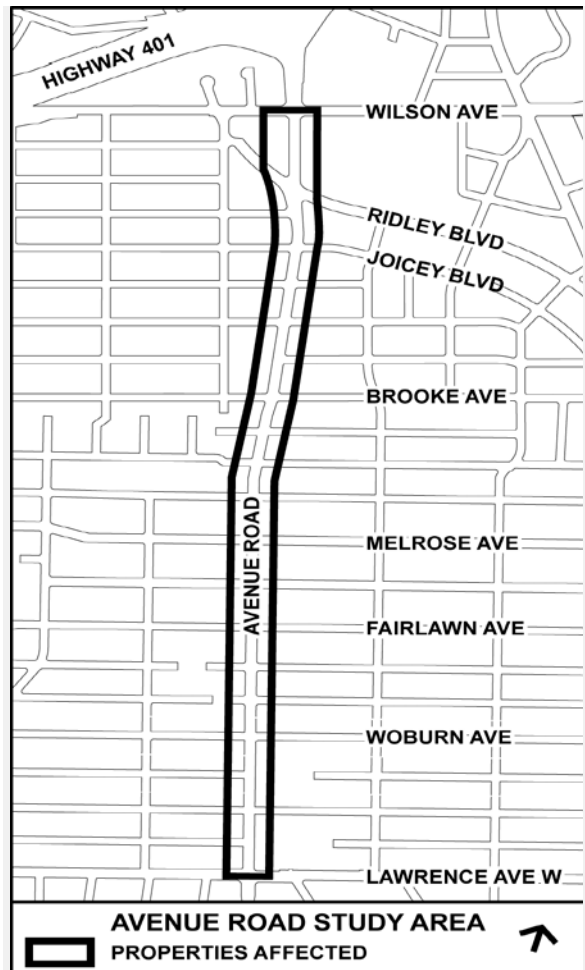 HIGHWAY 401
WILSON AVE
RIDLEY BLVD
JOICEY BLVD
BROOKE AVE
AVENUE ROAD
MELROSE AVE
FAIRLAWN AVE
WOBURN AVE
LAWRENCE AVE W
AVENUE ROAD STUDY AREA
PROPERTIES AFFECTED